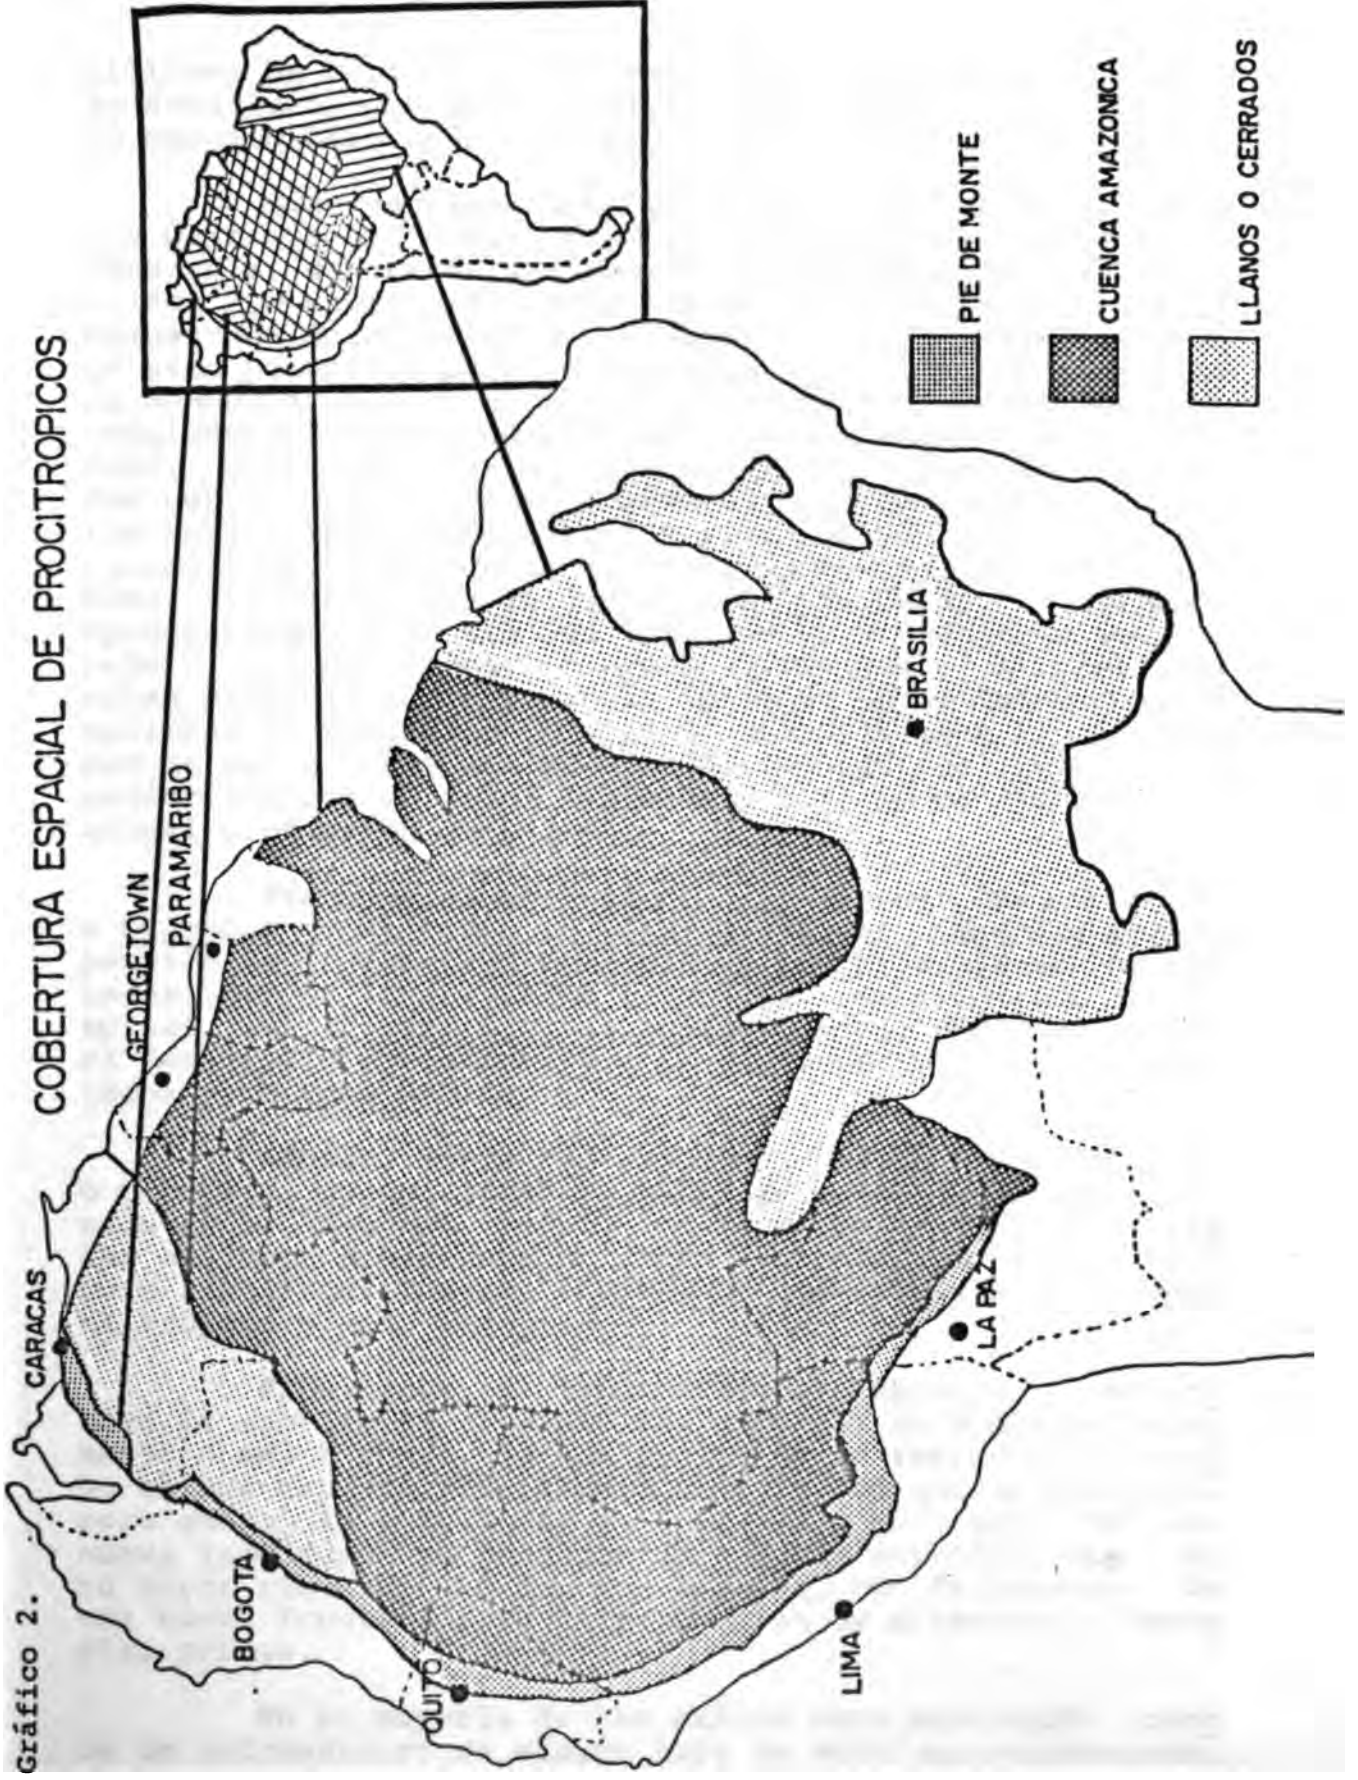 Gráfico 2.
COBERTURA ESPACIAL DE PROCITROPICOS
CARACAS
GEORGETOWN
PARAMARIBO
BOGOTA
QUITO
LIMA
LA PAZ
BRASILIA
PIE DE MONTE
CUENCA AMAZONICA
LLANOS O CERRADOS